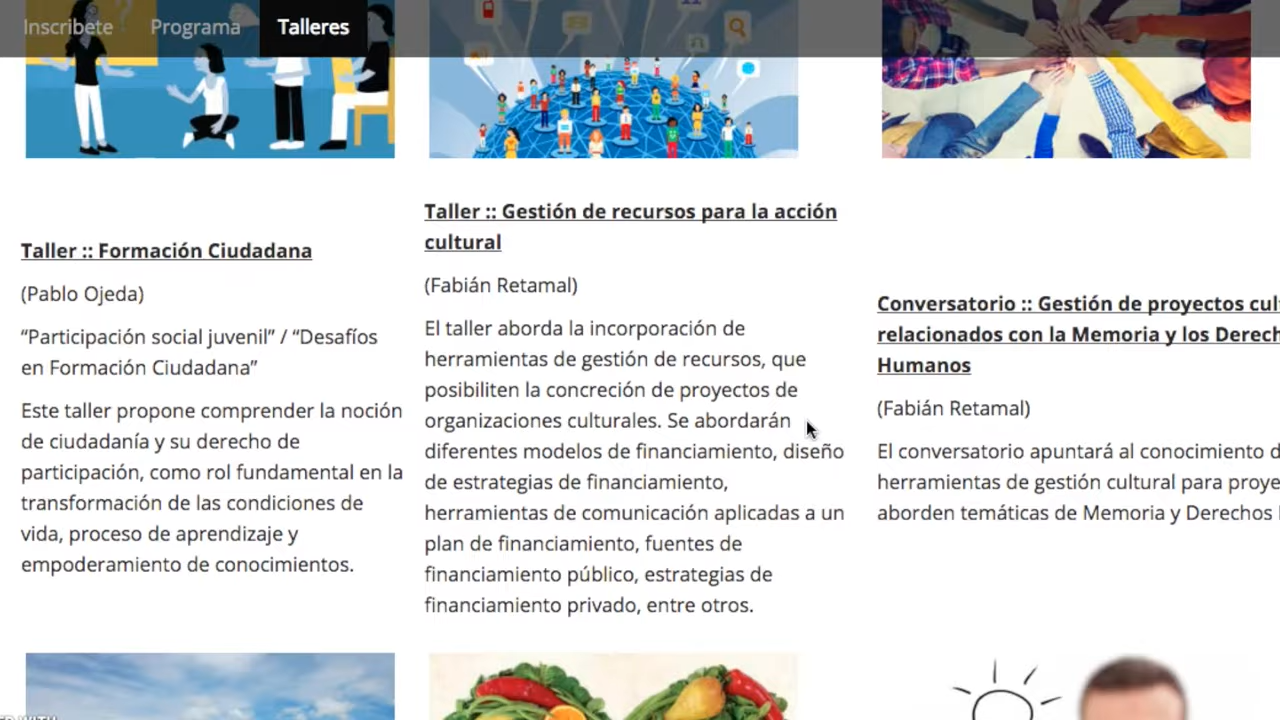 Inscribete Programa Talleres
Taller :: Formación Ciudadana
(Pablo Ojeda)
“Participación social juvenil” / “Desafíos
en Formación Ciudadana”
Este taller propone comprender la noción
de ciudadanía y su derecho de
participación, como rol fundamental en la
transformación de las condiciones de
vida, proceso de aprendizaje y
empoderamiento de conocimientos.
Taller :: Gestión de recursos para la acción
cultural
(Fabián Retamal)
El taller aborda la incorporación de
herramientas de gestión de recursos, que
posibiliten la concreción de proyectos de
organizaciones culturales. Se abordarán
diferentes modelos de financiamiento, diseño
de estrategias de financiamiento,
herramientas de comunicación aplicadas a un
plan de financiamiento, fuentes de
financiamiento público, estrategias de
financiamiento privado, entre otros.
Conversatorio :: Gestión de proyectos cul
relacionados con la Memoria y los Derech
Humanos
(Fabián Retamal)
El conversatorio apuntará al conocimiento d
herramientas de gestión cultural para proye
aborden temáticas de Memoria y Derechos